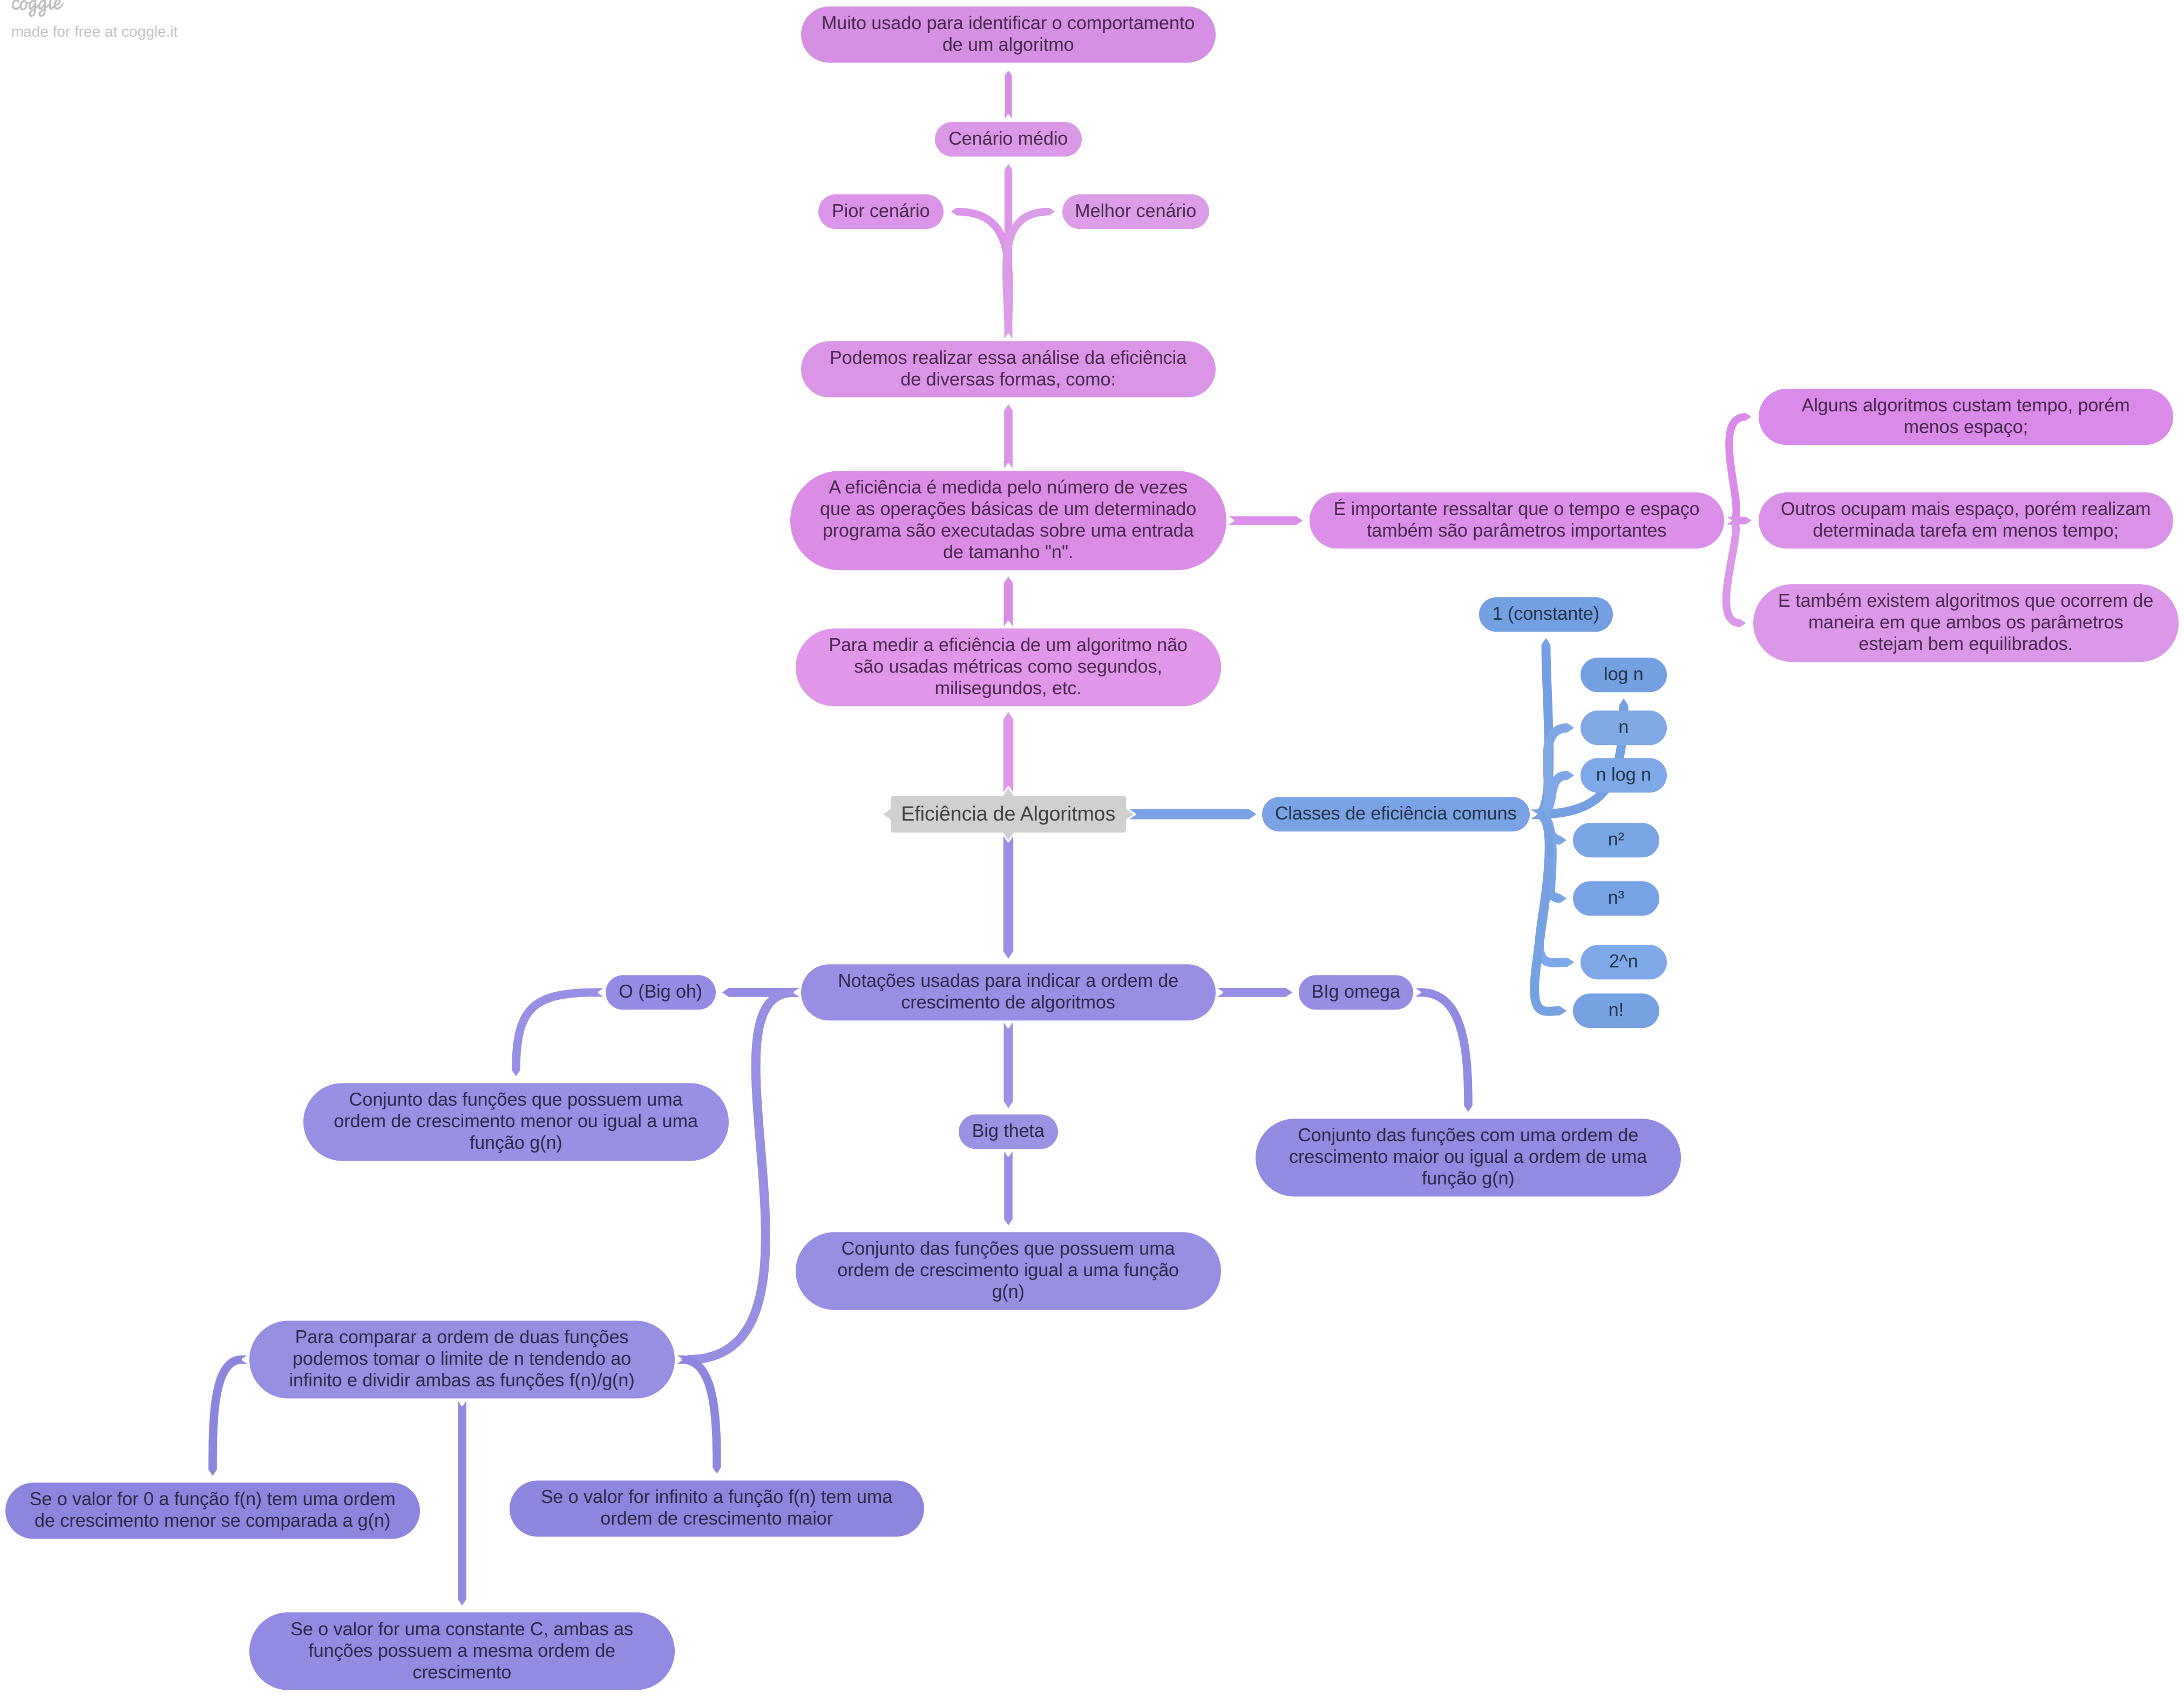 coggle
made for free at coggle.it
Muito usado para identificar o comportamento
de um algoritmo
Cenário médio
Pior cenário
Melhor cenário
Podemos realizar essa análise da eficiência
de diversas formas, como:
A eficiência é medida pelo número de vezes
que as operações básicas de um determinado
programa são executadas sobre uma entrada
de tamanho "n".
É importante ressaltar que o tempo e espaço
também são parâmetros importantes
Alguns algoritmos custam tempo, porém
menos espaço;
Outros ocupam mais espaço, porém realizam
determinada tarefa em menos tempo;
E também existem algoritmos que ocorrem de
maneira em que ambos os parâmetros
estejam bem equilibrados.
Para medir a eficiência de um algoritmo não
são usadas métricas como segundos,
milisegundos, etc.
Eficiência de Algoritmos
Classes de eficiência comuns
1 (constante)
log n
n
n log n
n²
n³
2^n
n!
Notações usadas para indicar a ordem de
crescimento de algoritmos
O (Big oh)
BIg omega
Conjunto das funções que possuem uma
ordem de crescimento menor ou igual a uma
função g(n)
Big theta
Conjunto das funções com uma ordem de
crescimento maior ou igual a ordem de uma
função g(n)
Conjunto das funções que possuem uma
ordem de crescimento igual a uma função
g(n)
Para comparar a ordem de duas funções
podemos tomar o limite de n tendendo ao
infinito e dividir ambas as funções f(n)/g(n)
Se o valor for 0 a função f(n) tem uma ordem
de crescimento menor se comparada a g(n)
Se o valor for infinito a função f(n) tem uma
ordem de crescimento maior
Se o valor for uma constante C, ambas as
funções possuem a mesma ordem de
crescimento